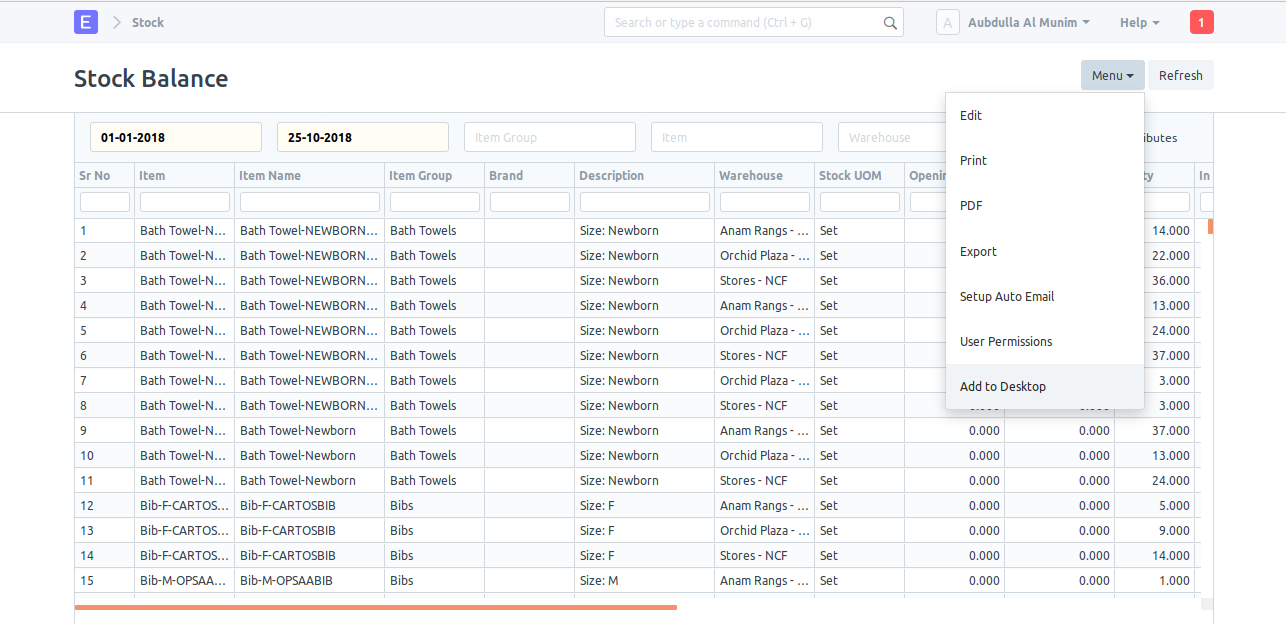 E Stock Search or type a command (Ctrl + G) A Aubdulla Al Munim Help 1
Stock Balance Menu Refresh
Edit
Print
PDF
Export
Setup Auto Email
User Permissions
Add to Desktop
01-01-2018 25-10-2018 Item Group Item Warehouse ibutes
Sr No Item Item Name Item Group Brand Description Warehouse Stock UOM Openin ty In
1 Bath Towel-N... Bath Towel-NEWBORN... Bath Towels Size: Newborn Anam Rangs - ... Set 14.000
2 Bath Towel-N... Bath Towel-NEWBORN... Bath Towels Size: Newborn Orchid Plaza - ... Set 22.000
3 Bath Towel-N... Bath Towel-NEWBORN... Bath Towels Size: Newborn Stores - NCF Set 36.000
4 Bath Towel-N... Bath Towel-NEWBORN... Bath Towels Size: Newborn Anam Rangs - ... Set 13.000
5 Bath Towel-N... Bath Towel-NEWBORN... Bath Towels Size: Newborn Orchid Plaza - ... Set 24.000
6 Bath Towel-N... Bath Towel-NEWBORN... Bath Towels Size: Newborn Stores - NCF Set 37.000
7 Bath Towel-N... Bath Towel-NEWBORN... Bath Towels Size: Newborn Orchid Plaza - ... Set 3.000
8 Bath Towel-N... Bath Towel-NEWBORN... Bath Towels Size: Newborn Stores - NCF Set 3.000
9 Bath Towel-N... Bath Towel-Newborn Bath Towels Size: Newborn Anam Rangs - ... Set 0.000 0.000 37.000
10 Bath Towel-N... Bath Towel-Newborn Bath Towels Size: Newborn Orchid Plaza - ... Set 0.000 0.000 13.000
11 Bath Towel-N... Bath Towel-Newborn Bath Towels Size: Newborn Stores - NCF Set 0.000 0.000 24.000
12 Bib-F-CARTOS... Bib-F-CARTOSBIB Bibs Size: F Anam Rangs - ... Set 0.000 0.000 5.000
13 Bib-F-CARTOS... Bib-F-CARTOSBIB Bibs Size: F Orchid Plaza - ... Set 0.000 0.000 9.000
14 Bib-F-CARTOS... Bib-F-CARTOSBIB Bibs Size: F Stores - NCF Set 0.000 0.000 14.000
15 Bib-M-OPSAA... Bib-M-OPSAABIB Bibs Size: M Anam Rangs - ... Set 0.000 0.000 1.000